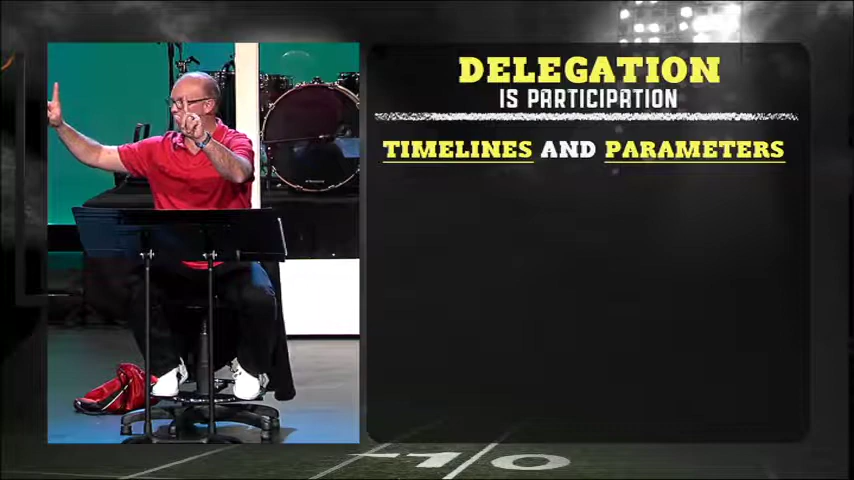 DELEGATION
IS PARTICIPATION
TIMELINES AND PARAMETERS
10